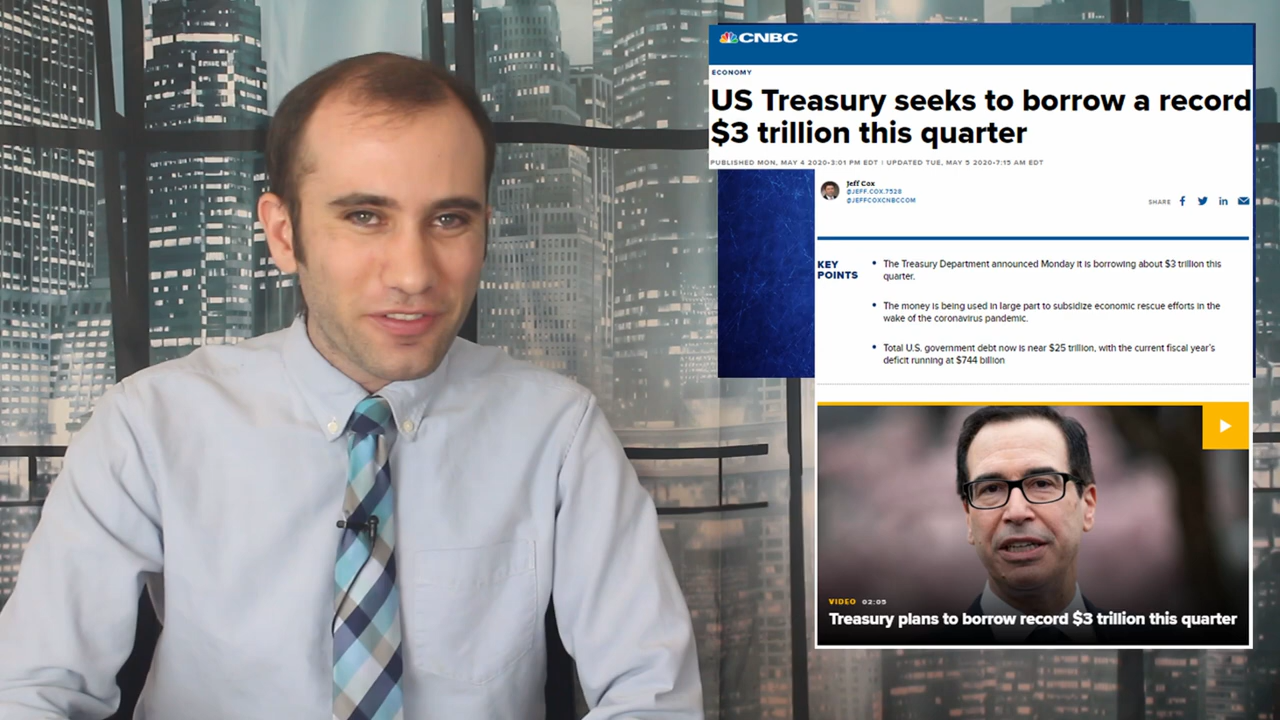 CNBC
ECONOMY
US Treasury seeks to borrow a record
$3 trillion this quarter
PUBLISHED MON, MAY 4 2020•3:01 PM EDT | UPDATED TUE, MAY 5 2020•7:15 AM EDT
Jeff Cox
@JEFF.COX.7528
@JEFFCOXCNBCCOM
SHARE
KEY
POINTS
• The Treasury Department announced Monday it is borrowing about $3 trillion this
quarter.
• The money is being used in large part to subsidize economic rescue efforts in the
wake of the coronavirus pandemic.
• Total U.S. government debt now is near $25 trillion, with the current fiscal year's
deficit running at $744 billion
VIDEO 02:05
Treasury plans to borrow record $3 trillion this quarter